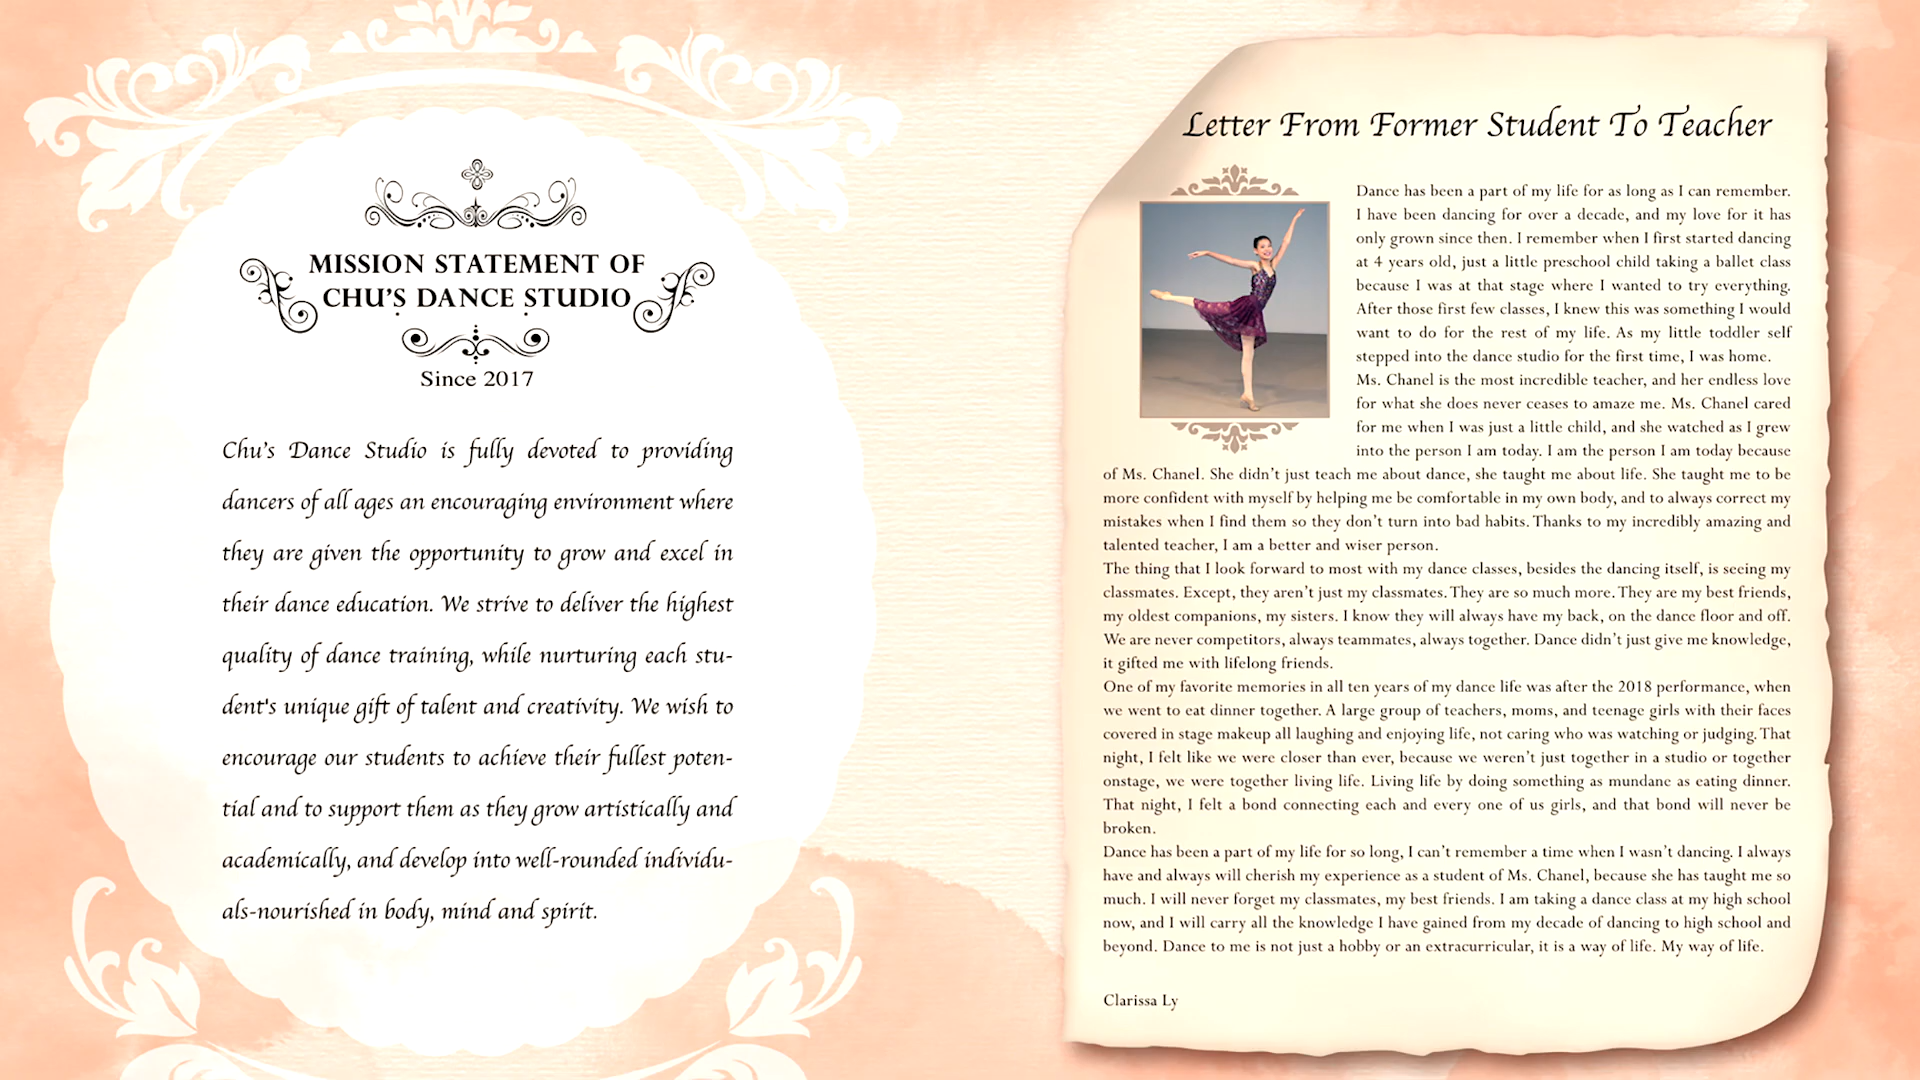 MISSION STATEMENT OF
CHU'S DANCE STUDIO
Since 2017
Chu's Dance Studio is fully devoted to providing
dancers of all ages an encouraging environment where
they are given the opportunity to grow and excel in
their dance education. We strive to deliver the highest
quality of dance training, while nurturing each stu-
dent's unique gift of talent and creativity. We wish to
encourage our students to achieve their fullest poten-
tial and to support them as they grow artistically and
academically, and develop into well-rounded individu-
als-nourished in body, mind and spirit.
Letter From Former Student To Teacher
Dance has been a part of my life for as long as I can remember.
I have been dancing for over a decade, and my love for it has
only grown since then. I remember when I first started dancing
at 4 years old, just a little preschool child taking a ballet class
because I was at that stage where I wanted to try everything.
After those first few classes, I knew this was something I would
want to do for the rest of my life. As my little toddler self
stepped into the dance studio for the first time, I was home.
Ms. Chanel is the most incredible teacher, and her endless love
for what she does never ceases to amaze me. Ms. Chanel cared
for me when I was just a little child, and she watched as I grew
into the person I am today. I am the person I am today because
of Ms. Chanel. She didn't just teach me about dance, she taught me about life. She taught me to be
more confident with myself by helping me be comfortable in my own body, and to always correct my
mistakes when I find them so they don't turn into bad habits. Thanks to my incredibly amazing and
talented teacher, I am a better and wiser person.
The thing that I look forward to most with my dance classes, besides the dancing itself, is seeing my
classmates. Except, they aren't just my classmates. They are so much more. They are my best friends,
my oldest companions, my sisters. I know they will always have my back, on the dance floor and off.
We are never competitors, always teammates, always together. Dance didn't just give me knowledge,
it gifted me with lifelong friends.
One of my favorite memories in all ten years of my dance life was after the 2018 performance, when
we went to eat dinner together. A large group of teachers, moms, and teenage girls with their faces
covered in stage makeup all laughing and enjoying life, not caring who was watching or judging. That
night, I felt like we were closer than ever, because we weren't just together in a studio or together
onstage, we were together living life. Living life by doing something as mundane as eating dinner.
That night, I felt a bond connecting each and every one of us girls, and that bond will never be
broken.
Dance has been a part of my life for so long, I can't remember a time when I wasn't dancing. I always
have and always will cherish my experience as a student of Ms. Chanel, because she has taught me so
much. I will never forget my classmates, my best friends. I am taking a dance class at my high school
now, and I will carry all the knowledge I have gained from my decade of dancing to high school and
beyond. Dance to me is not just a hobby or an extracurricular, it is a way of life. My way of life.
Clarissa Ly